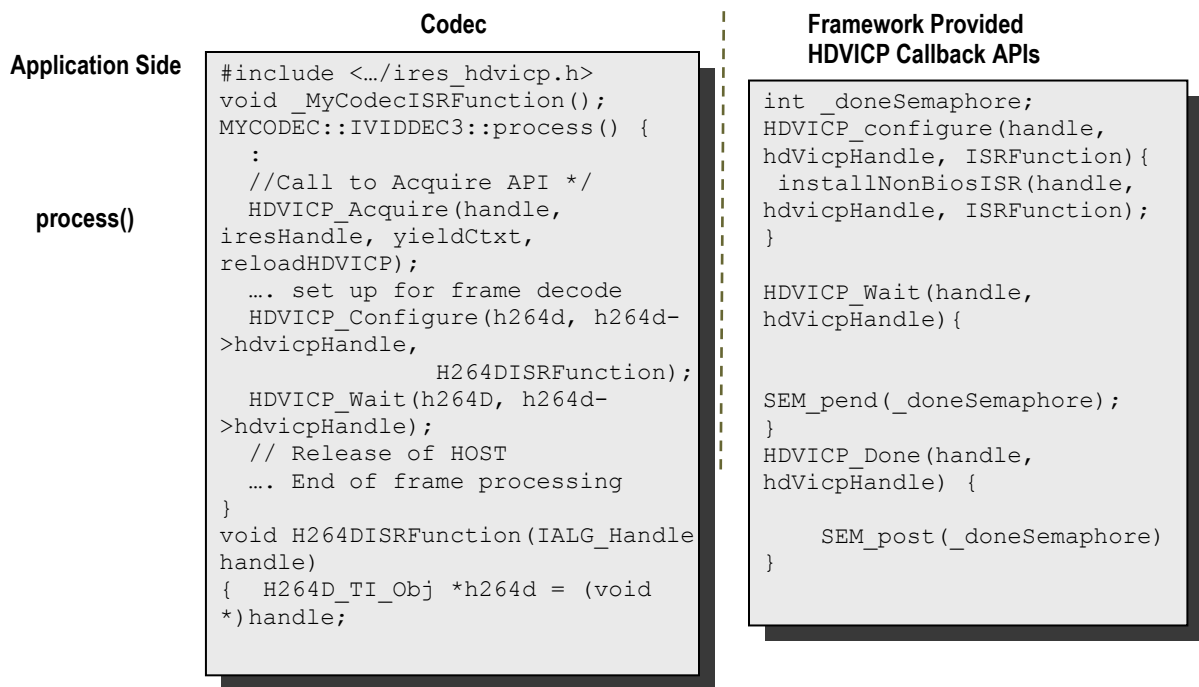 Codec
Framework Provided
HDVICP Callback APIs
Application Side
process()
#include <…/ires_hdvicp.h>
void _MyCodecISRFunction();
MYCODEC::IVIDDEC3::process() {
:
//Call to Acquire API */
HDVICP_Acquire(handle,
iresHandle, yieldCtxt,
reloadHDVICP);
…. set up for frame decode
HDVICP_Configure(h264d, h264d-
>hdvicpHandle,
H264DISRFunction);
HDVICP_Wait(h264D, h264d-
>hdvicpHandle);
// Release of HOST
…. End of frame processing
}
void H264DISRFunction(IALG_Handle
handle)
{ H264D_TI_Obj *h264d = (void
*)handle;
int _doneSemaphore;
HDVICP_configure(handle,
hdVicpHandle, ISRFunction){
installNonBiosISR(handle,
hdvicpHandle, ISRFunction);
}
HDVICP_Wait(handle,
hdVicpHandle){
SEM_pend(_doneSemaphore);
}
HDVICP_Done(handle,
hdVicpHandle) {
SEM_post(_doneSemaphore)
}